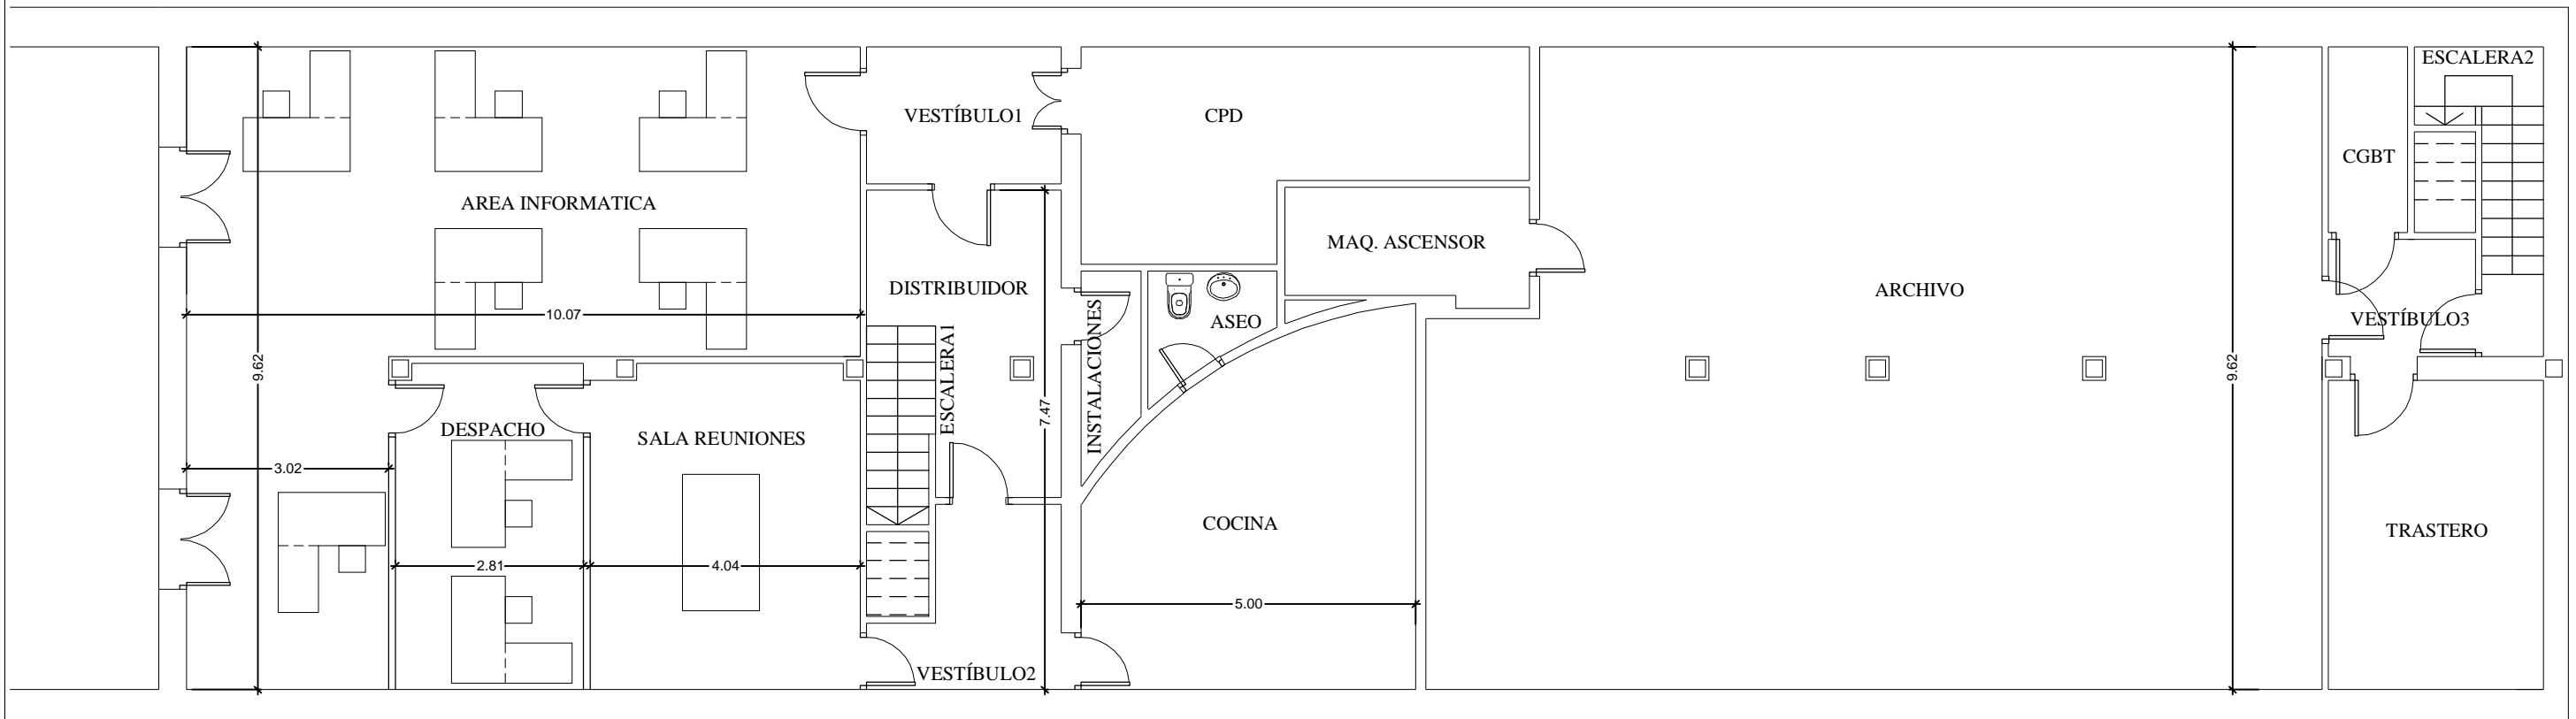 ESCALERA2
VESTÍBULO1
CPD
CGBT
AREA INFORMATICA
MAQ. ASCENSOR
DISTRIBUIDOR
ARCHIVO
10.07
ASEO
VESTÍBULO3
9.62
ESCALERA1
INSTALACIONES
9.62
7.47
DESPACHO
SALA REUNIONES
3.02
COCINA
TRASTERO
2.81
4.04
5.00
VESTÍBULO2